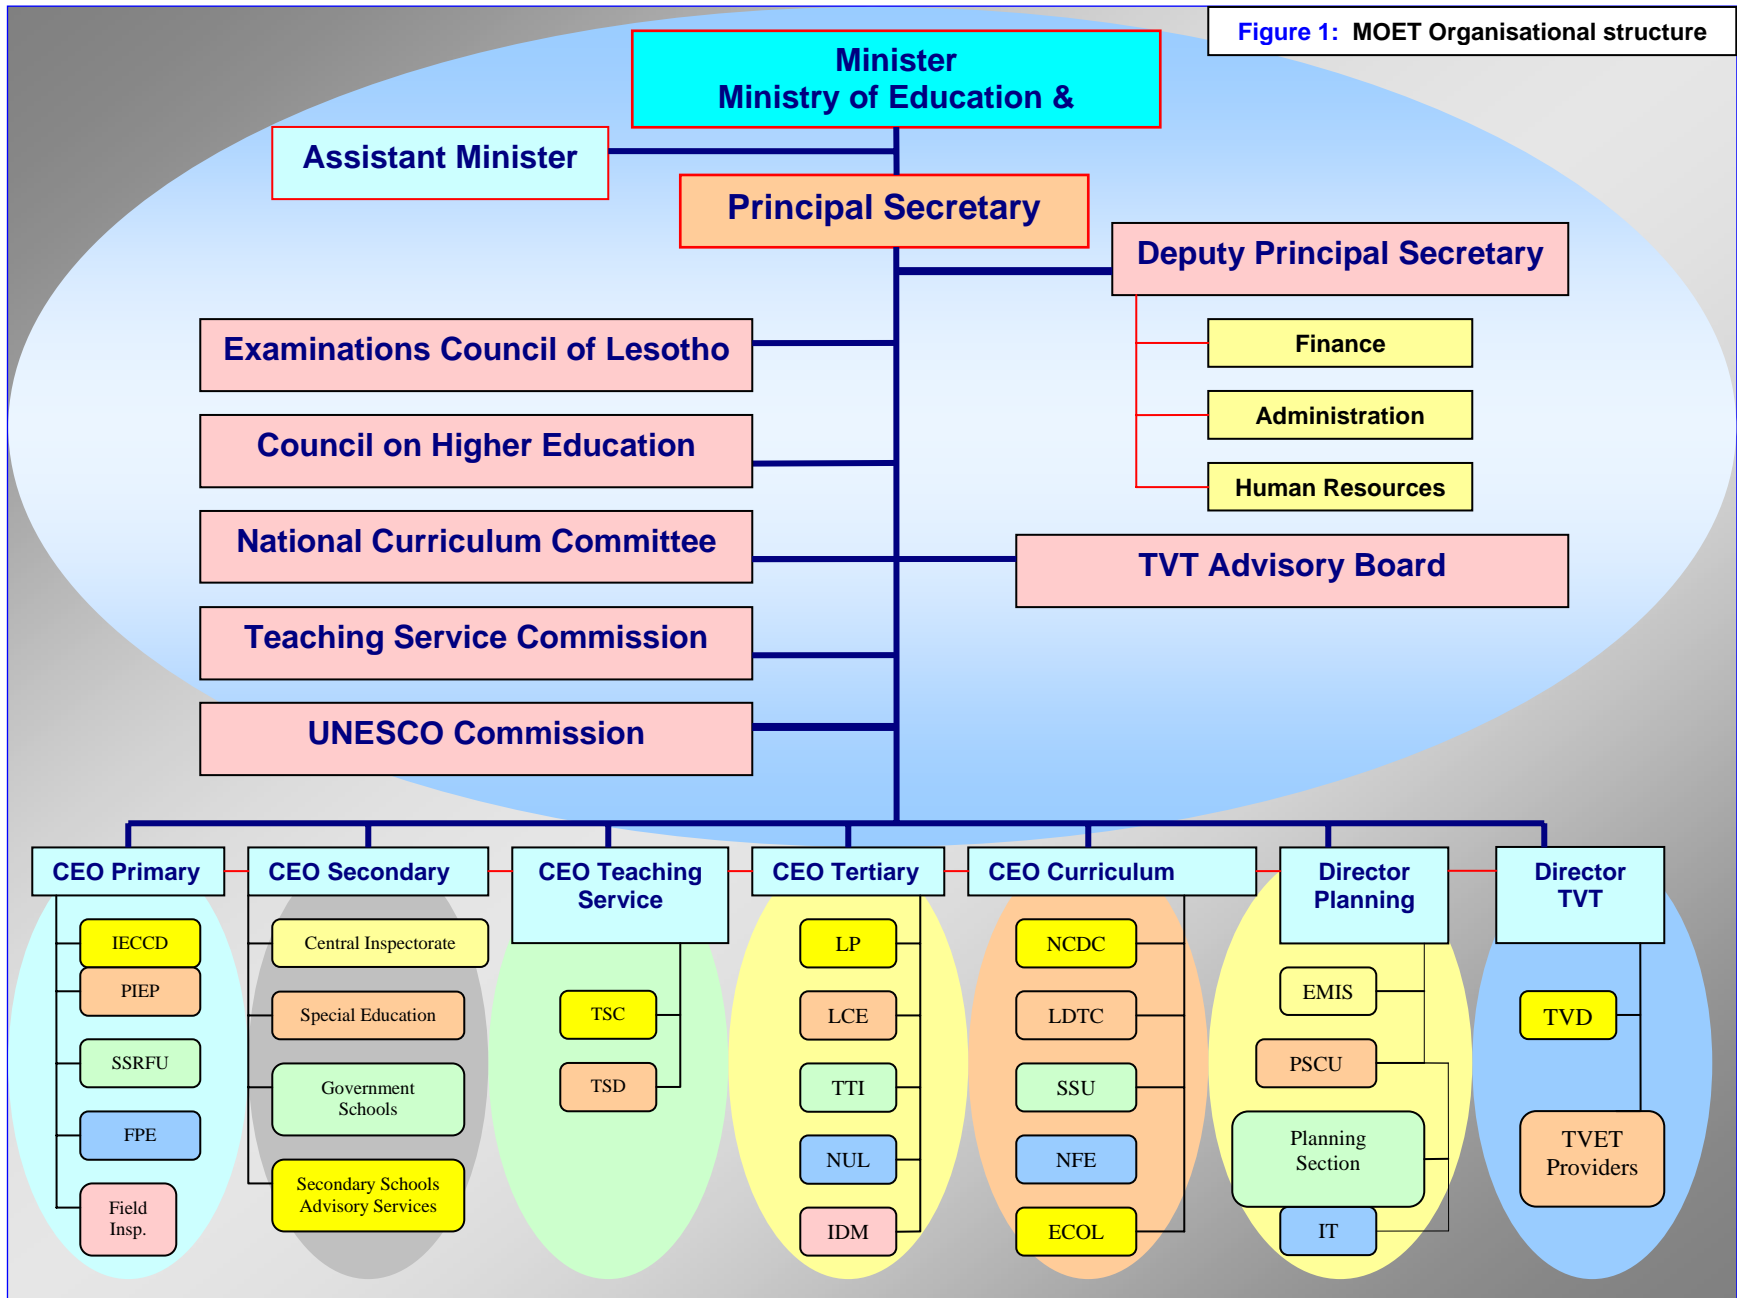 Figure 1: MOET Organisational structure
Minister
Ministry of Education &
Assistant Minister
Principal Secretary
Deputy Principal Secretary
Finance
Administration
Human Resources
Examinations Council of Lesotho
Council on Higher Education
National Curriculum Committee
TVT Advisory Board
Teaching Service Commission
UNESCO Commission
CEO Primary
IECCD
PIEP
SSRFU
FPE
Field
Insp.
CEO Secondary
Central Inspectorate
Special Education
Government
Schools
Secondary Schools
Advisory Services
CEO Teaching
Service
TSC
TSD
CEO Tertiary
LP
LCE
TTI
NUL
IDM
CEO Curriculum
NCDC
LDTC
SSU
NFE
ECOL
Director
Planning
EMIS
PSCU
Planning
Section
IT
Director
TVT
TVD
TVET
Providers